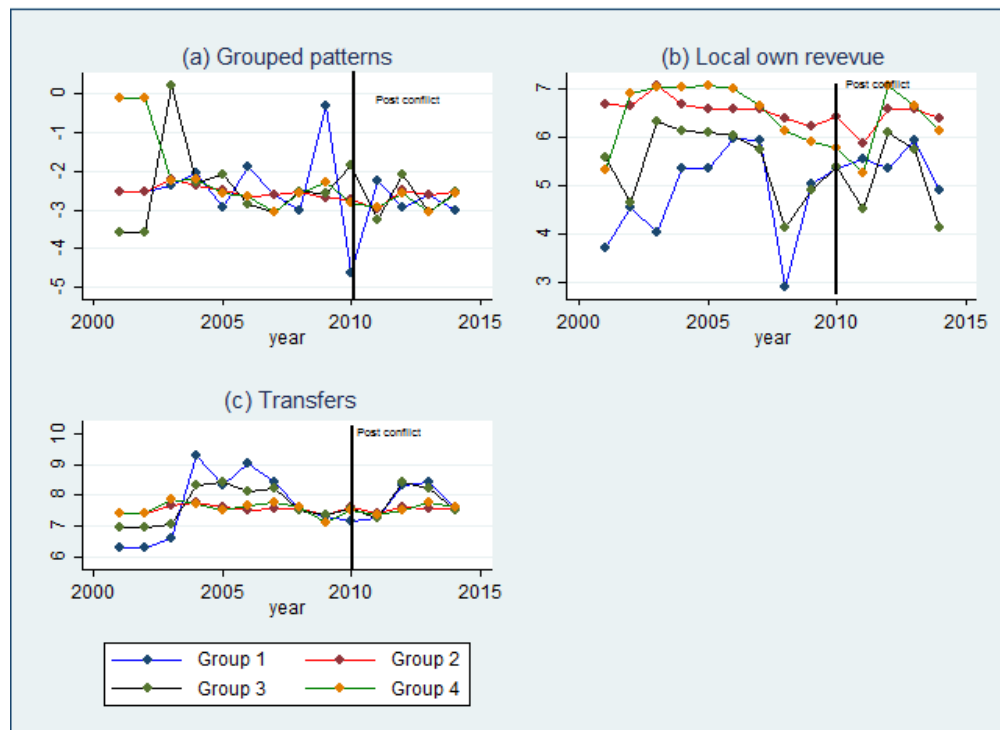 (a) Grouped patterns
0
-1
-2
-3
-4
-5
Post conflict
2000 2005 2010 2015
year
(b) Local own revevue
7
6
5
4
3
Post conflict
2000 2005 2010 2015
year
(c) Transfers
10
9
8
7
6
Post conflict
2000 2005 2010 2015
year
Group 1 Group 2
Group 3 Group 4